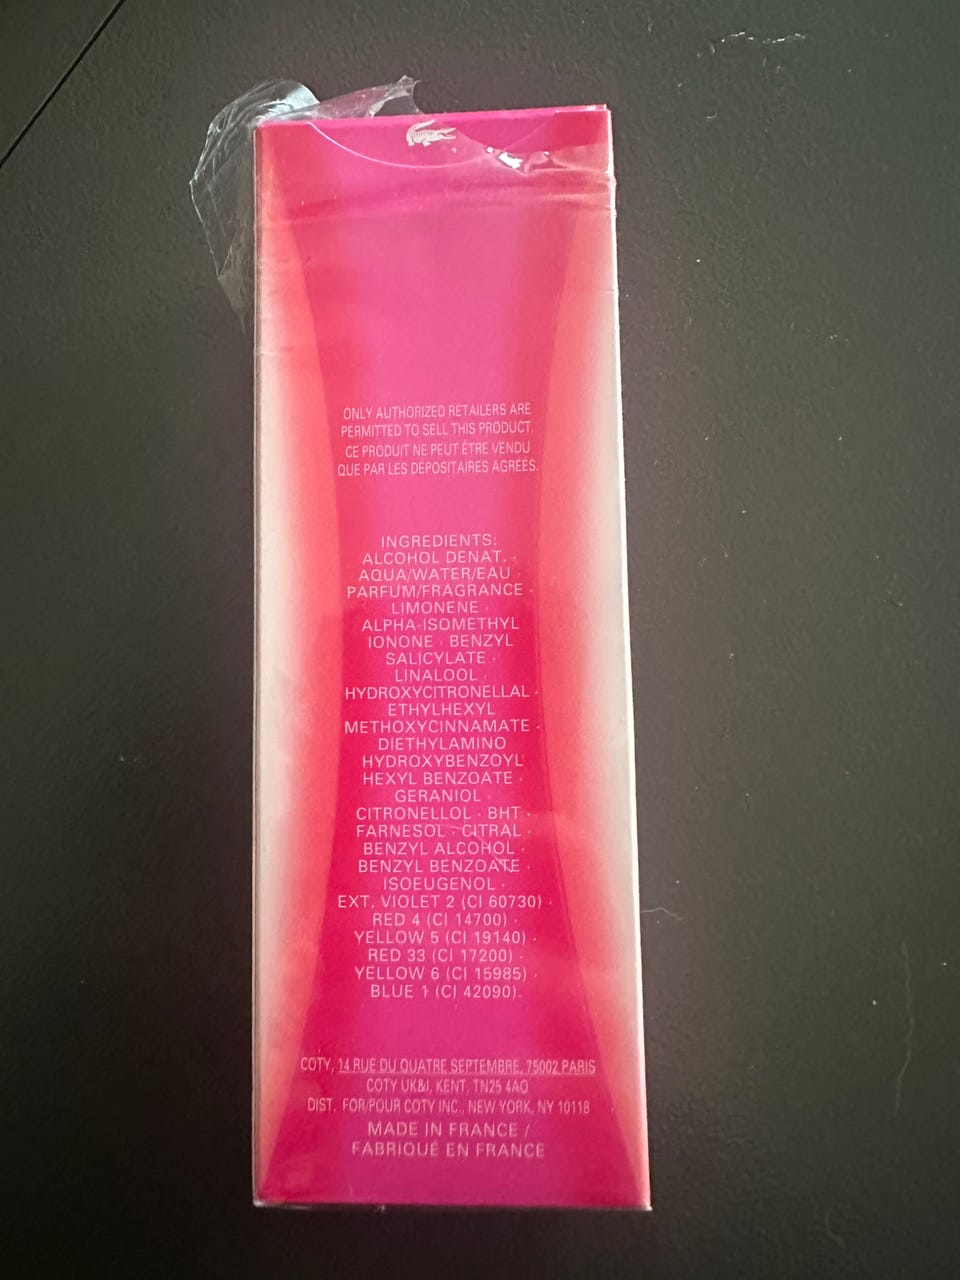 ONLY AUTHORIZED RETAILERS ARE
PERMITTED TO SELL THIS PRODUCT.
CE PRODUIT NE PEUT ÊTRE VENDU
QUE PAR LES DÉPOSITAIRES AGRÉÉS.
INGREDIENTS:
ALCOHOL DENAT. ·
AQUA/WATER/EAU ·
PARFUM/FRAGRANCE ·
LIMONENE ·
ALPHA-ISOMETHYL
IONONE · BENZYL
SALICYLATE ·
LINALOOL ·
HYDROXYCITRONELLAL ·
ETHYLHEXYL
METHOXYCINNAMATE ·
DIETHYLAMINO
HYDROXYBENZOYL
HEXYL BENZOATE ·
GERANIOL ·
CITRONELLOL · BHT ·
FARNESOL · CITRAL ·
BENZYL ALCOHOL ·
BENZYL BENZOATE ·
ISOEUGENOL ·
EXT. VIOLET 2 (CI 60730) ·
RED 4 (CI 14700) ·
YELLOW 5 (CI 19140) ·
RED 33 (CI 17200) ·
YELLOW 6 (CI 15985) ·
BLUE 1 (CI 42090).
COTY, 14 RUE DU QUATRE SEPTEMBRE, 75002 PARIS
COTY UK&I, KENT, TN25 4AQ
DIST. FOR/POUR COTY INC., NEW YORK, NY 10118
MADE IN FRANCE /
FABRIQUÉ EN FRANCE